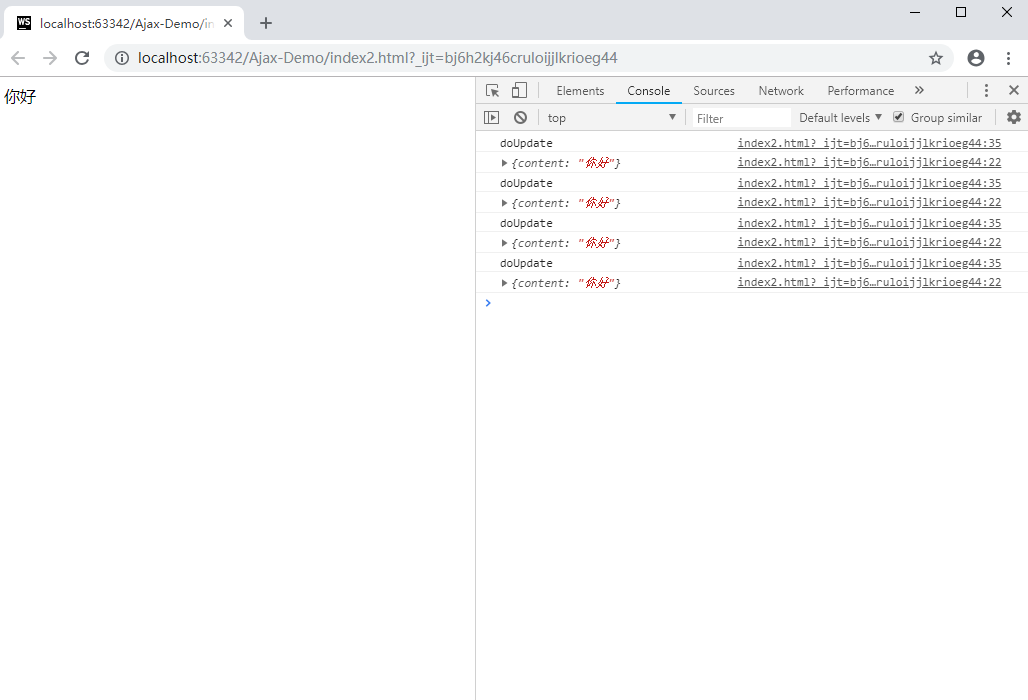 WS localhost:63342/Ajax-Demo/in
localhost:63342/Ajax-Demo/index2.html?_ijt=bj6h2kj46cruloijjlkrioeg44
你好
Elements Console Sources Network Performance »
top Filter Default levels Group similar
doUpdate index2.html?_ijt=bj6…ruloijjlkrioeg44:35
{content: "你好"} index2.html?_ijt=bj6…ruloijjlkrioeg44:22
doUpdate index2.html?_ijt=bj6…ruloijjlkrioeg44:35
{content: "你好"} index2.html?_ijt=bj6…ruloijjlkrioeg44:22
doUpdate index2.html?_ijt=bj6…ruloijjlkrioeg44:35
{content: "你好"} index2.html?_ijt=bj6…ruloijjlkrioeg44:22
doUpdate index2.html?_ijt=bj6…ruloijjlkrioeg44:35
{content: "你好"} index2.html?_ijt=bj6…ruloijjlkrioeg44:22